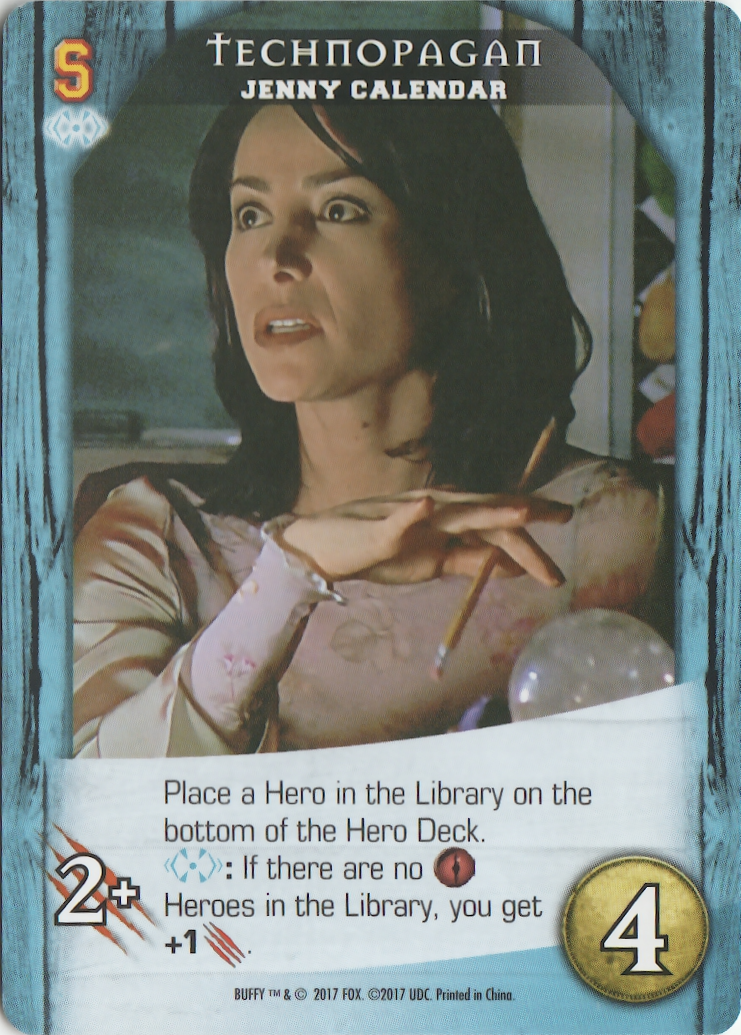 S
TECHNOPAGAN
JENNY CALENDAR
Place a Hero in the Library on the
bottom of the Hero Deck.
: If there are no
Heroes in the Library, you get
+1 .
2+
4
BUFFY ™ & © 2017 FOX. ©2017 UDC. Printed in China.